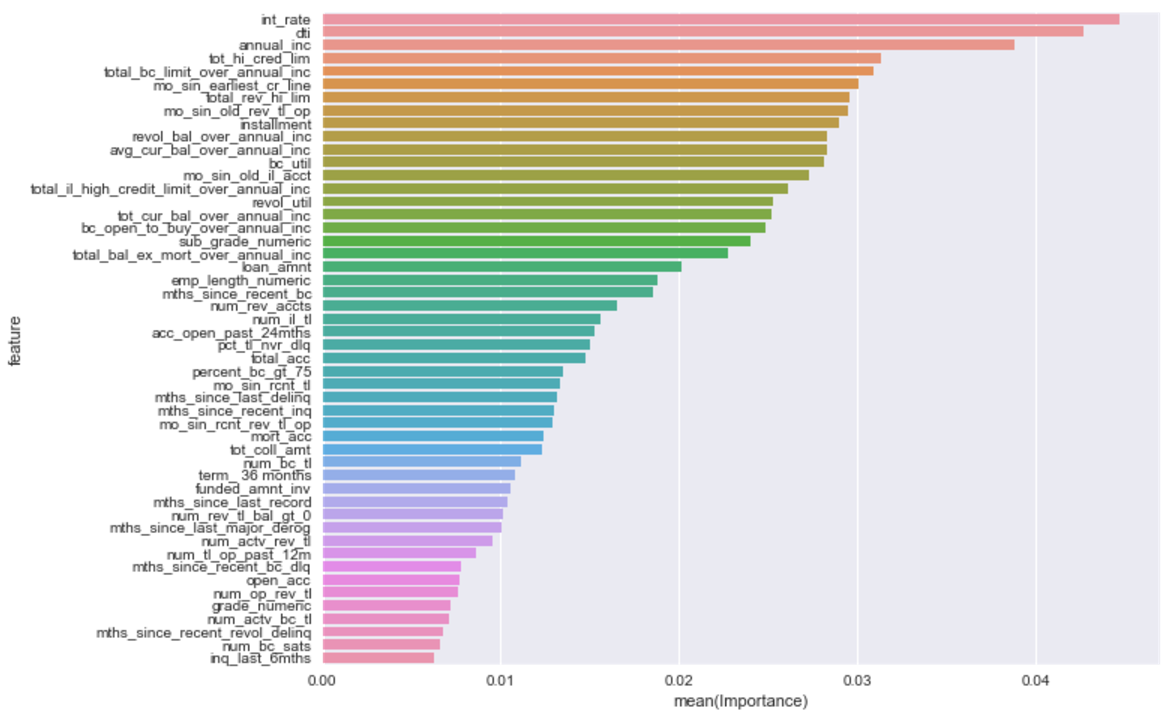 int_rate
dti
annual_inc
tot_hi_cred_lim
total_bc_limit_over_annual_inc
mo_sin_earliest_cr_line
total_rev_hi_lim
mo_sin_old_rev_tl_op
installment
revol_bal_over_annual_inc
avg_cur_bal_over_annual_inc
bc_util
mo_sin_old_il_acct
total_il_high_credit_limit_over_annual_inc
revol_util
tot_cur_bal_over_annual_inc
bc_open_to_buy_over_annual_inc
sub_grade_numeric
total_bal_ex_mort_over_annual_inc
loan_amnt
emp_length_numeric
mths_since_recent_bc
num_rev_accts
num_il_tl
acc_open_past_24mths
pct_tl_nvr_dlq
total_acc
percent_bc_gt_75
mo_sin_rcnt_tl
mths_since_last_delinq
mths_since_recent_inq
mo_sin_rcnt_rev_tl_op
mort_acc
tot_coll_amt
num_bc_tl
term_ 36 months
funded_amnt_inv
mths_since_last_record
num_rev_tl_bal_gt_0
mths_since_last_major_derog
num_actv_rev_tl
num_tl_op_past_12m
mths_since_recent_bc_dlq
open_acc
num_op_rev_tl
grade_numeric
num_actv_bc_tl
mths_since_recent_revol_delinq
num_bc_sats
inq_last_6mths
feature
0.00 0.01 0.02 0.03 0.04
mean(Importance)